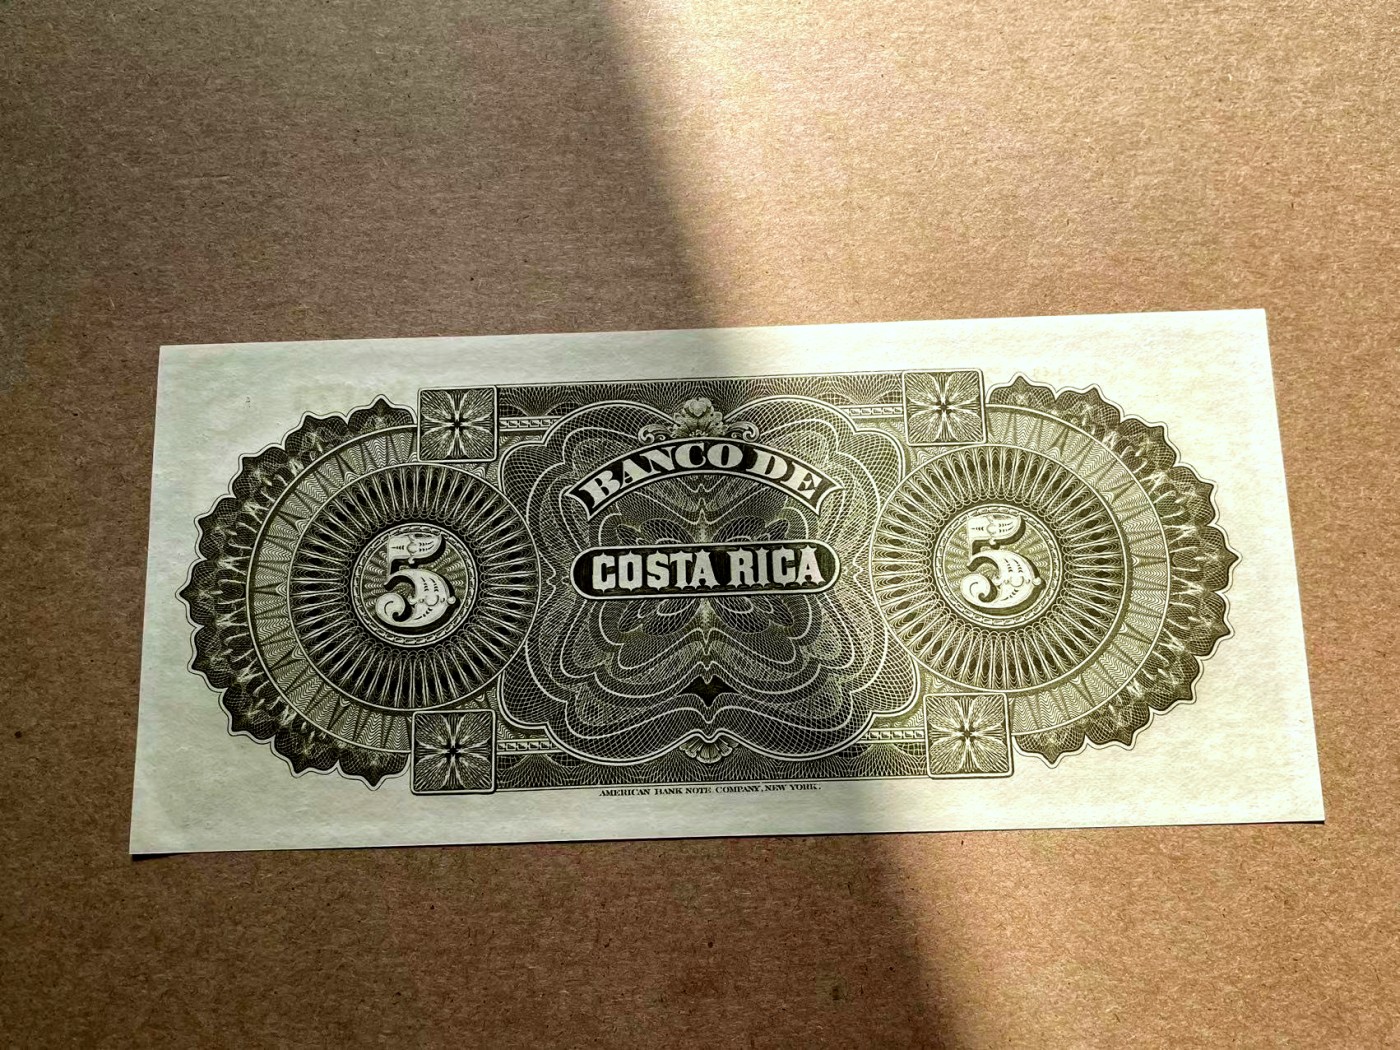 BANCO DE
COSTA RICA
5
5
AMERICAN BANK NOTE COMPANY, NEW YORK.